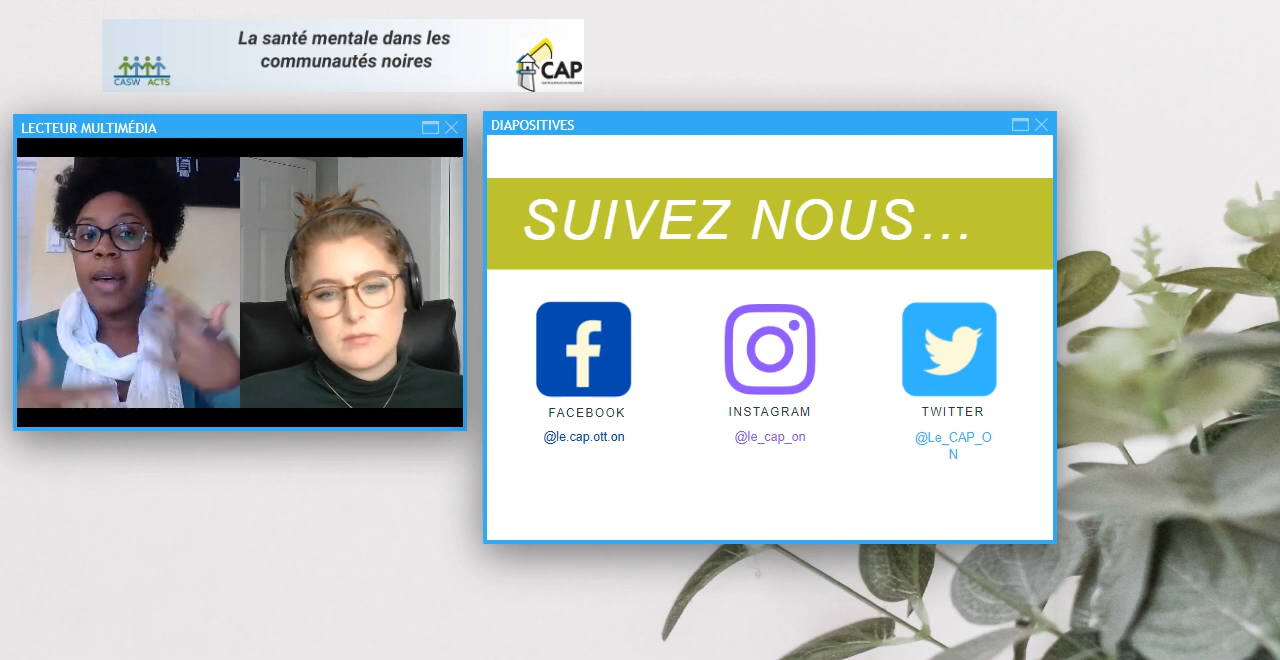 La santé mentale dans les
communautés noires
CASW ACTS
CAP
LECTEUR MULTIMÉDIA
DIAPOSITIVES
SUIVEZ NOUS...
FACEBOOK
@le.cap.ott.on
INSTAGRAM
@le_cap_on
TWITTER
@Le_CAP_O
N